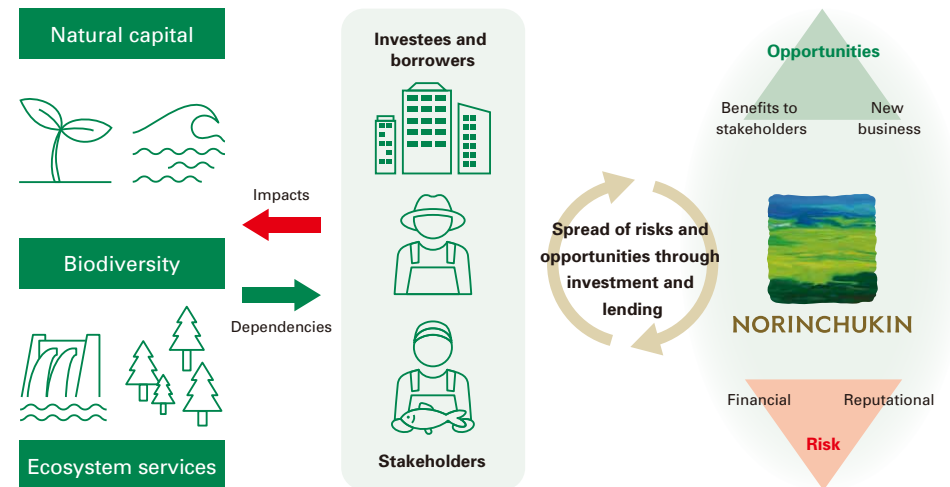 Natural capital
Impacts
Biodiversity
Dependencies
Ecosystem services
Investees and
borrowers
Stakeholders
Spread of risks and
opportunities through
investment and
lending
Opportunities
Benefits to
stakeholders
New
business
NORINCHUKIN
Financial
Reputational
Risk